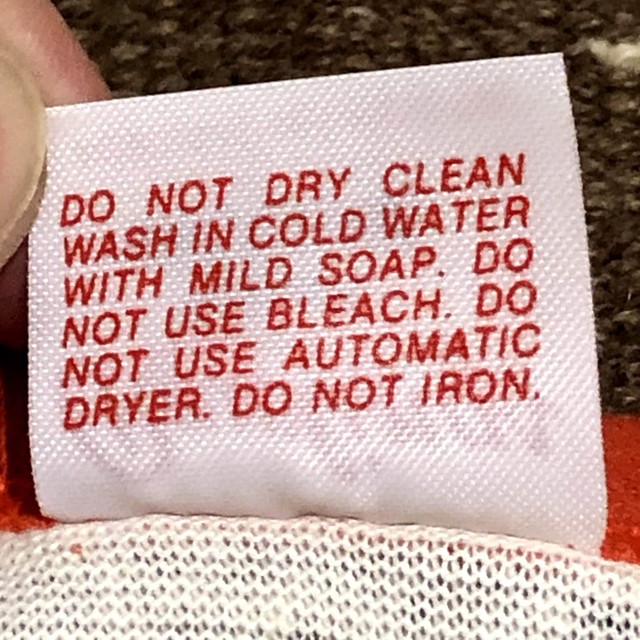 DO NOT DRY CLEAN
WASH IN COLD WATER
WITH MILD SOAP. DO
NOT USE BLEACH. DO
NOT USE AUTOMATIC
DRYER. DO NOT IRON.